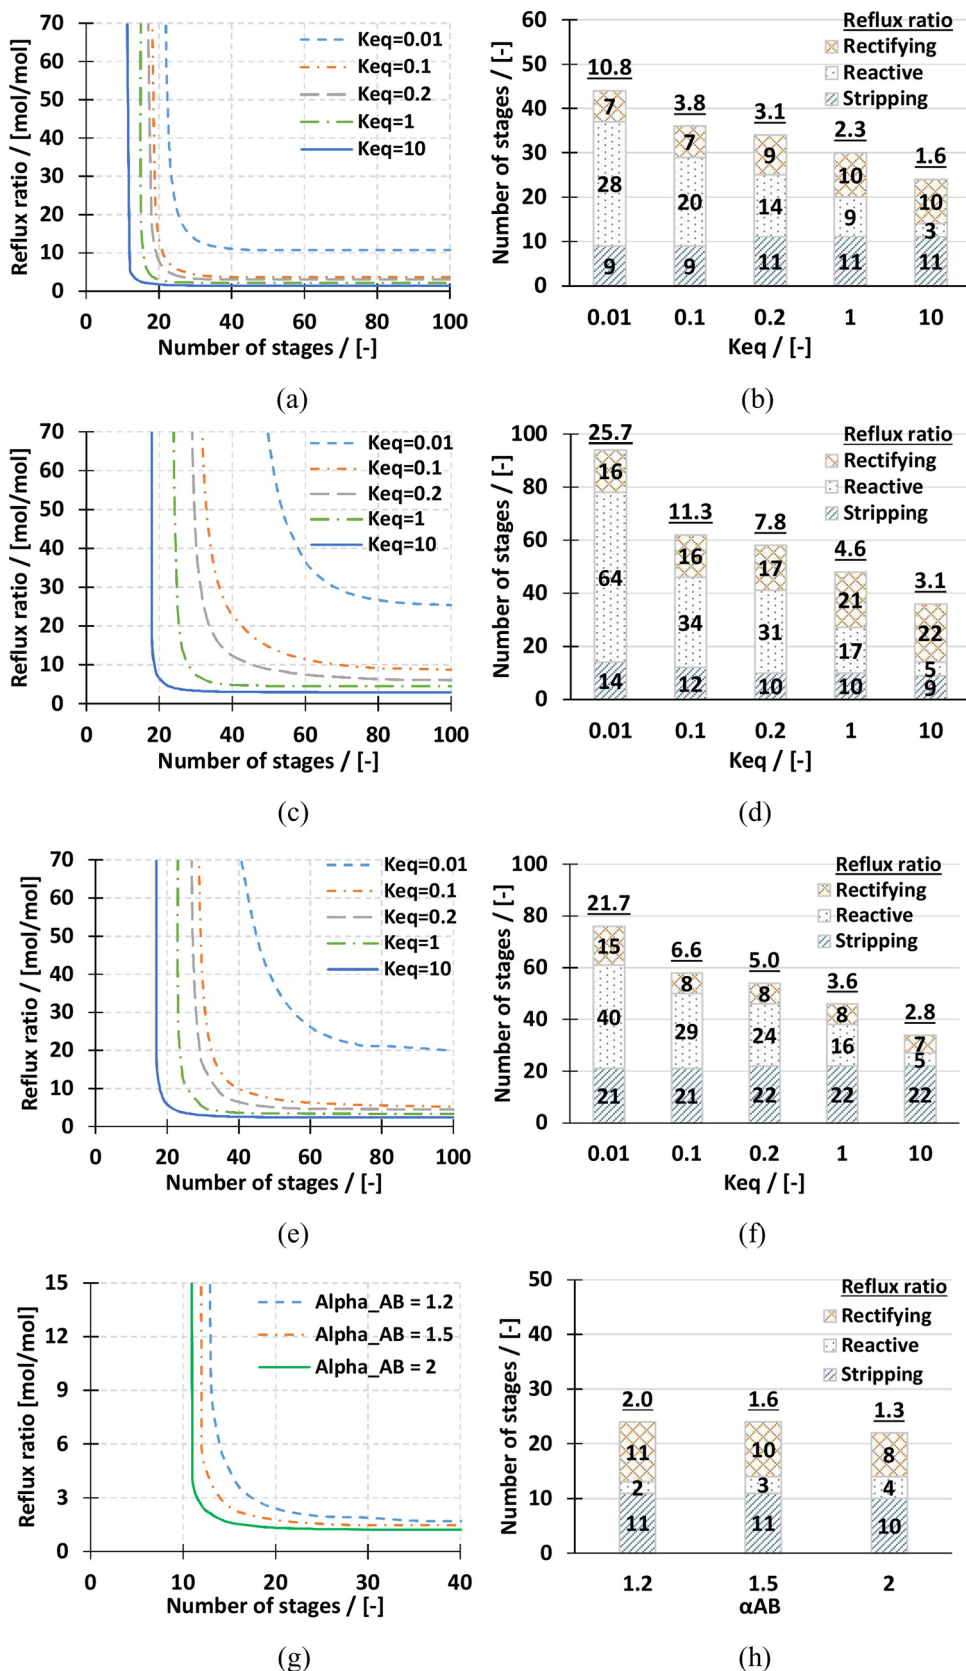 70
60
50
40
30
20
10
0
Reflux ratio / [mol/mol]
Keq=0.01
Keq=0.1
Keq=0.2
Keq=1
Keq=10
0 20 40 60 80 100
Number of stages / [-]
(a)
60
50
40
30
20
10
0
Number of stages / [-]
Reflux ratio
Rectifying
Reactive
Stripping
10.8 3.8 3.1 2.3 1.6
7 7 9 10 10
28 20 14 9 3
9 9 11 11 11
0.01 0.1 0.2 1 10
Keq / [-]
(b)
70
60
50
40
30
20
10
0
Reflux ratio / [mol/mol]
Keq=0.01
Keq=0.1
Keq=0.2
Keq=1
Keq=10
0 20 40 60 80 100
Number of stages / [-]
(c)
100
80
60
40
20
0
Number of stages / [-]
Reflux ratio
Rectifying
Reactive
Stripping
25.7 11.3 7.8 4.6 3.1
16 16 17 21 22
64 34 31 17 5
14 12 10 10 9
0.01 0.1 0.2 1 10
Keq / [-]
(d)
70
60
50
40
30
20
10
0
Reflux ratio / [mol/mol]
Keq=0.01
Keq=0.1
Keq=0.2
Keq=1
Keq=10
0 20 40 60 80 100
Number of stages / [-]
(e)
100
80
60
40
20
0
Number of stages / [-]
Reflux ratio
Rectifying
Reactive
Stripping
21.7 6.6 5.0 3.6 2.8
15 8 8 8 7
40 29 24 16 5
21 21 22 22 22
0.01 0.1 0.2 1 10
Keq / [-]
(f)
15
12
9
6
3
0
Reflux ratio [mol/mol]
Alpha_AB = 1.2
Alpha_AB = 1.5
Alpha_AB = 2
0 10 20 30 40
Number of stages / [-]
(g)
50
40
30
20
10
0
Number of stages / [-]
Reflux ratio
Rectifying
Reactive
Stripping
2.0 1.6 1.3
11 10 8
2 3 4
11 11 10
1.2 1.5 2
αAB
(h)